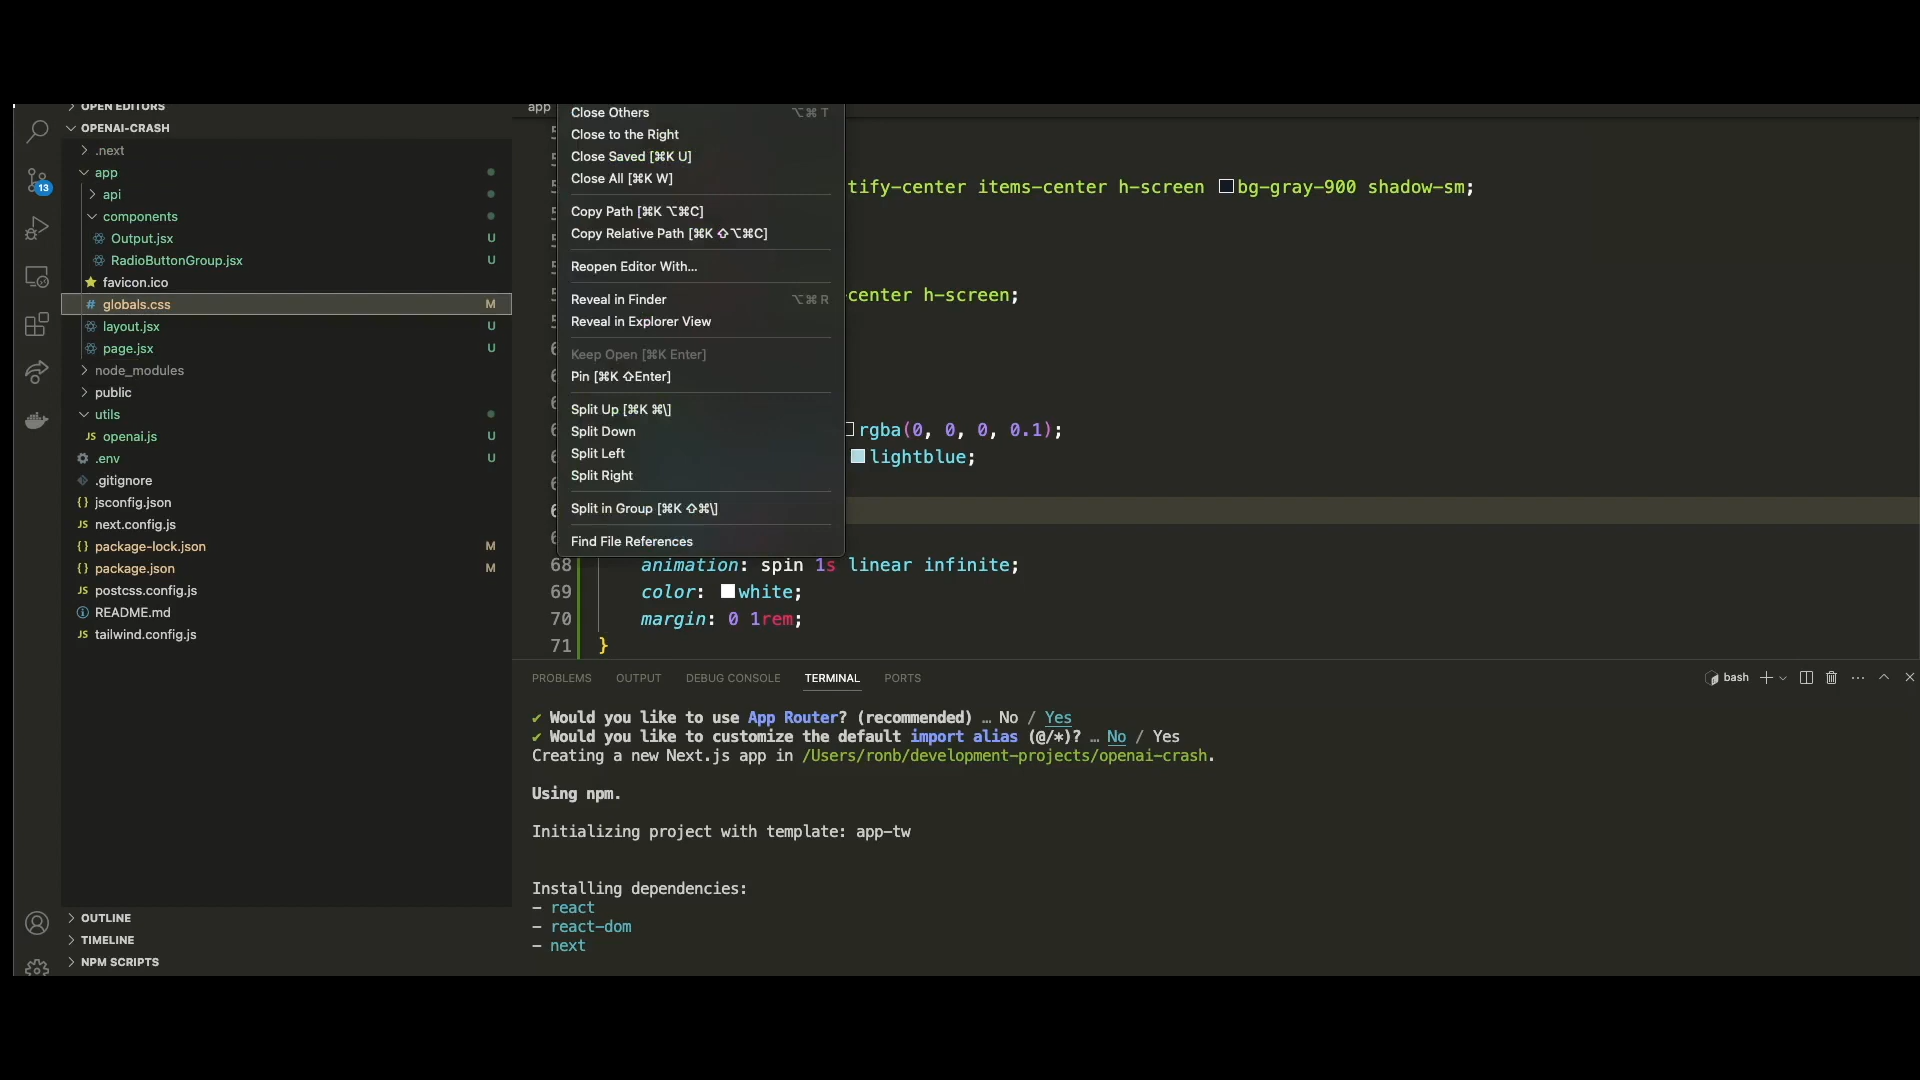 OPEN EDITORS
OPENAI-CRASH
.next
app
api
components
Output.jsx U
RadioButtonGroup.jsx U
favicon.ico
# globals.css M
layout.jsx U
page.jsx U
node_modules
public
utils
JS openai.js U
.env U
.gitignore
{} jsconfig.json
JS next.config.js
{} package-lock.json M
{} package.json M
JS postcss.config.js
README.md
JS tailwind.config.js
OUTLINE
TIMELINE
NPM SCRIPTS
13
app
Close Others ⌥⌘T
Close to the Right
Close Saved [⌘K U]
Close All [⌘K W]
Copy Path [⌘K ⌥⌘C]
Copy Relative Path [⌘K ⇧⌥⌘C]
Reopen Editor With...
Reveal in Finder ⌥⌘R
Reveal in Explorer View
Keep Open [⌘K Enter]
Pin [⌘K ⇧Enter]
Split Up [⌘K ⌘\]
Split Down
Split Left
Split Right
Split in Group [⌘K ⇧⌘\]
Find File References
tify-center items-center h-screen bg-gray-900 shadow-sm;
center h-screen;
rgba(0, 0, 0, 0.1);
lightblue;
68 animation: spin 1s linear infinite;
69 color: white;
70 margin: 0 1rem;
71 }
PROBLEMS OUTPUT DEBUG CONSOLE TERMINAL PORTS
bash
✔ Would you like to use App Router? (recommended) … No / Yes
✔ Would you like to customize the default import alias (@/*)? … No / Yes
Creating a new Next.js app in /Users/ronb/development-projects/openai-crash.
Using npm.
Initializing project with template: app-tw
Installing dependencies:
- react
- react-dom
- next